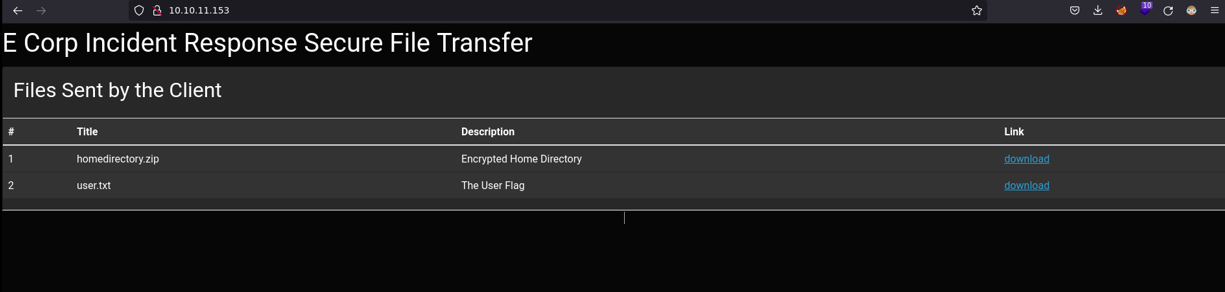 10.10.11.153
10
E Corp Incident Response Secure File Transfer
Files Sent by the Client
# Title Description Link
1 homedirectory.zip Encrypted Home Directory download
2 user.txt The User Flag download